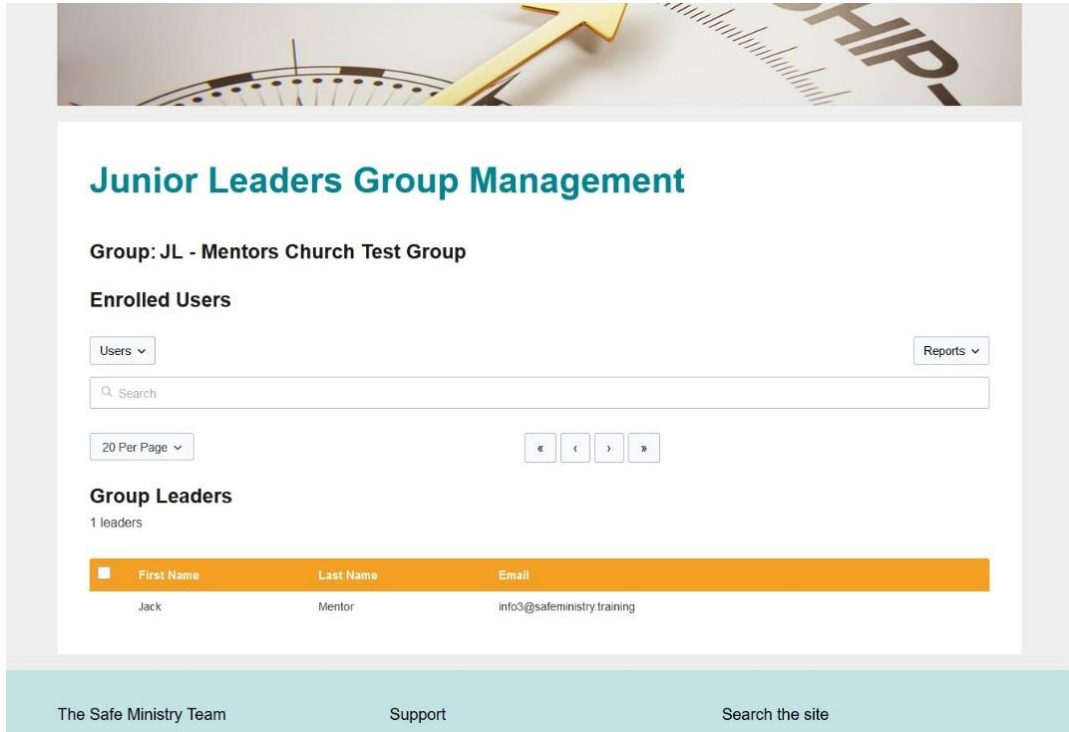 SHIP
Junior Leaders Group Management
Group: JL - Mentors Church Test Group
Enrolled Users
Users
Reports
Search
20 Per Page
« ‹ › »
Group Leaders
1 leaders
First Name Last Name Email
Jack Mentor info3@safeministry.training
The Safe Ministry Team Support Search the site